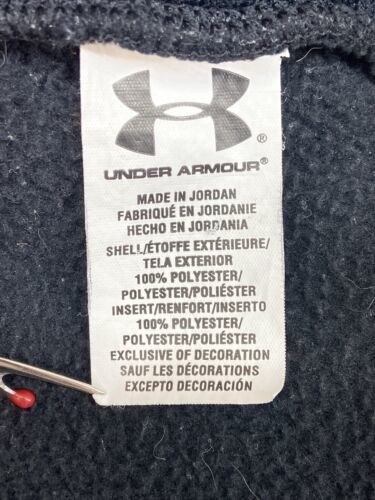 ®
UNDER ARMOUR®
MADE IN JORDAN
FABRIQUÉ EN JORDANIE
HECHO EN JORDANIA
SHELL/ÉTOFFE EXTÉRIEURE/
TELA EXTERIOR
100% POLYESTER/
POLYESTER/POLIÉSTER
INSERT/RENFORT/INSERTO
100% POLYESTER/
POLYESTER/POLIÉSTER
EXCLUSIVE OF DECORATION
SAUF LES DÉCORATIONS
EXCEPTO DECORACIÓN